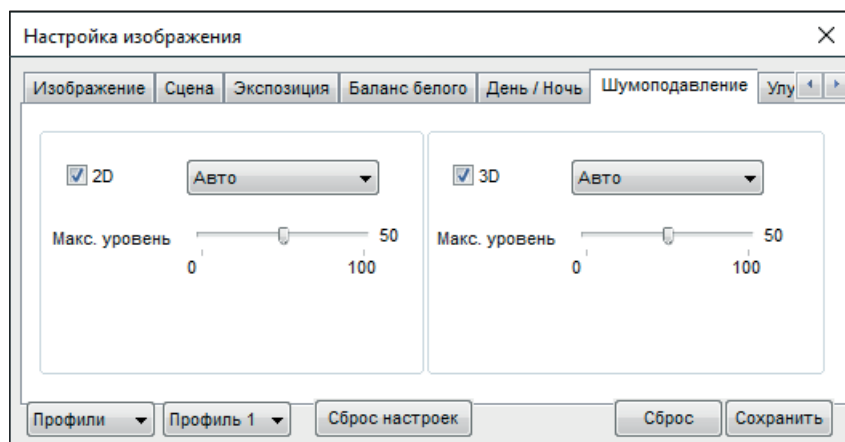 Настройка изображения
Изображение Сцена Экспозиция Баланс белого День / Ночь Шумоподавление Улу
2D Авто 3D Авто
Макс. уровень 50 Макс. уровень 50
0 100 0 100
Профили Профиль 1 Сброс настроек Сброс Сохранить